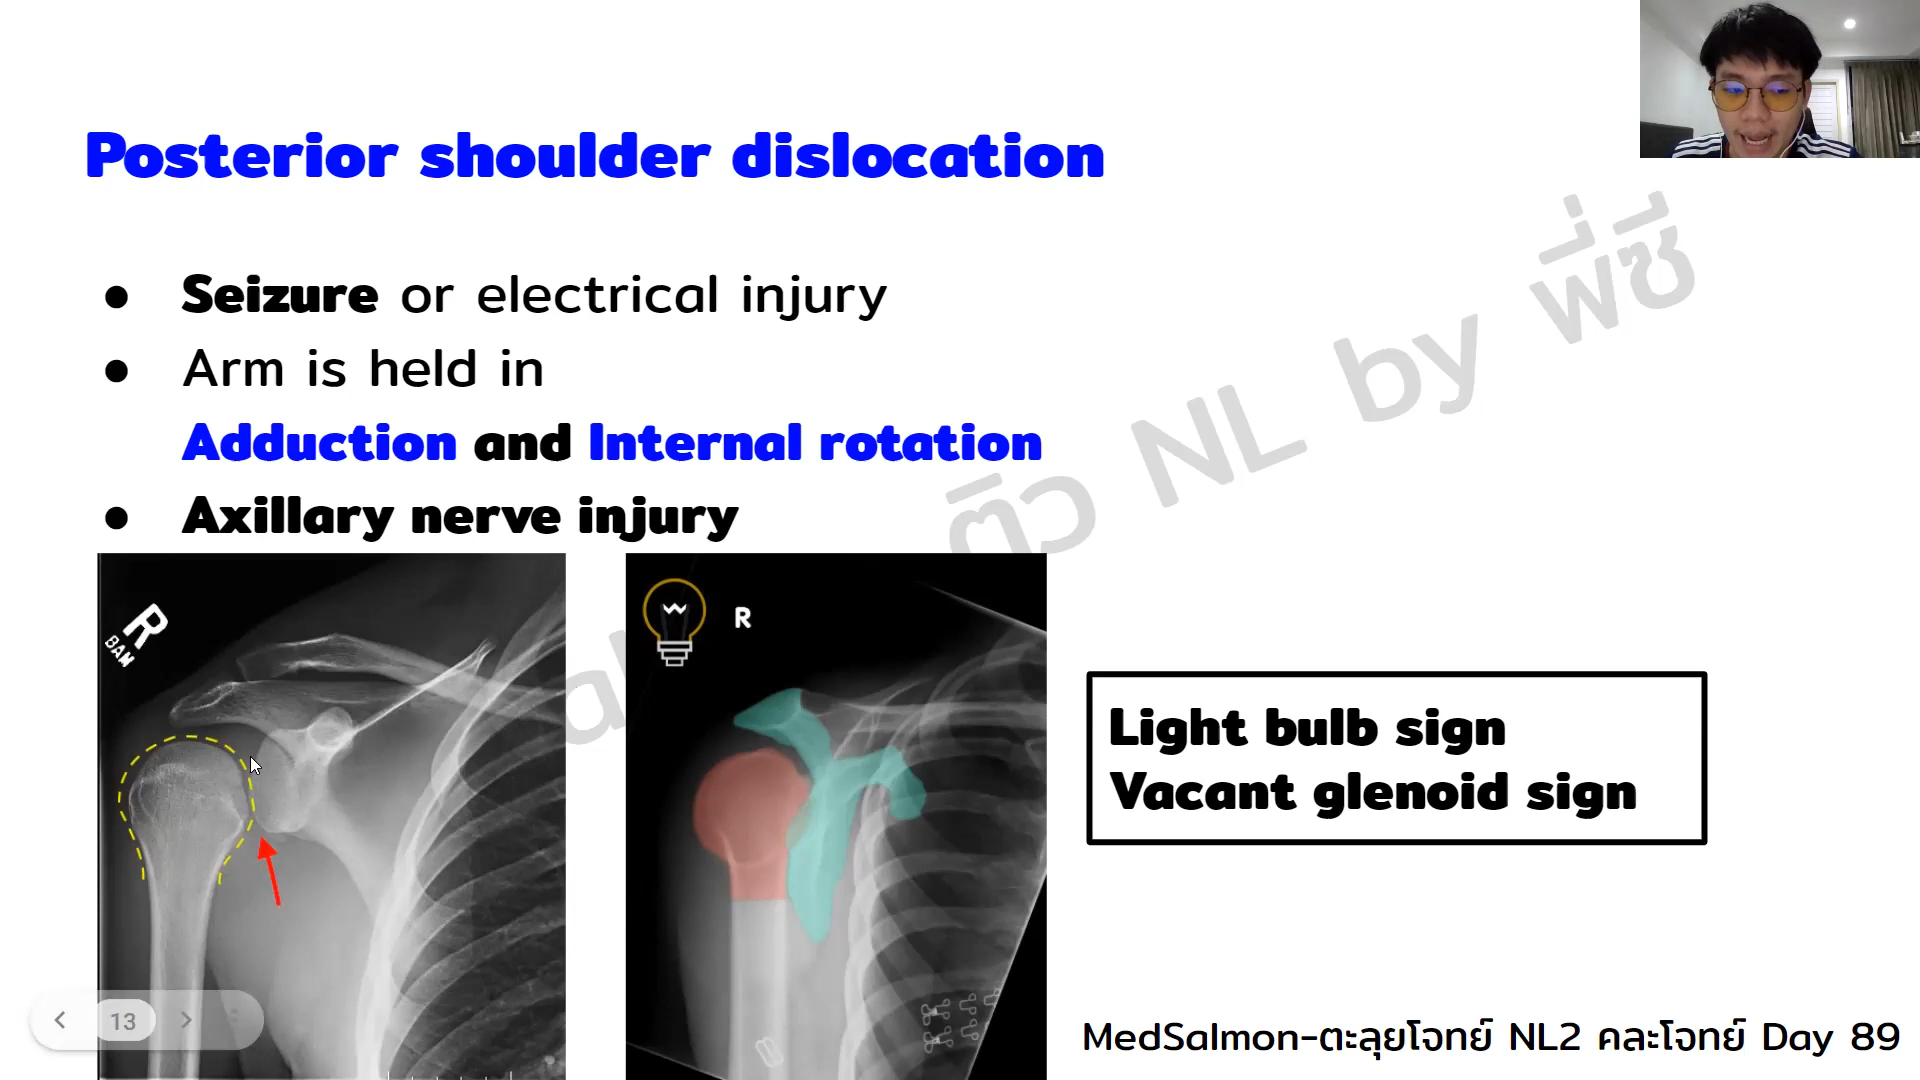 Posterior shoulder dislocation
● Seizure or electrical injury
● Arm is held in
Adduction and Internal rotation
● Axillary nerve injury
ติว NL by พี่ซี
R
BAM
R
Light bulb sign
Vacant glenoid sign
13
MedSalmon-ตะลุยโจทย์ NL2 คละโจทย์ Day 89